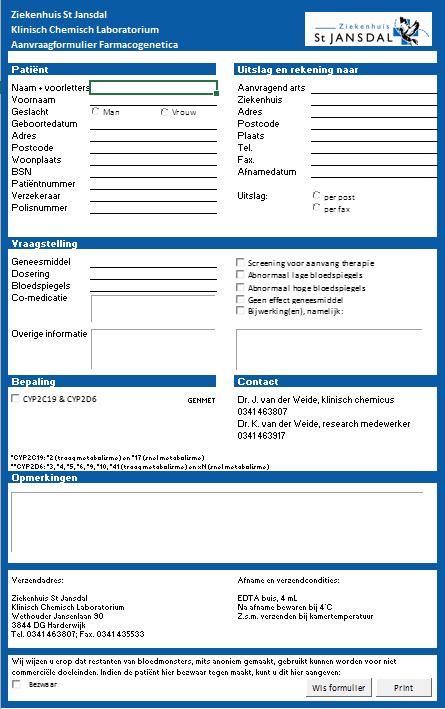 Ziekenhuis St Jansdal
Klinisch Chemisch Laboratorium
Aanvraagformulier Farmacogenetica
Ziekenhuis
St JANSDAL
Patiënt
Naam + voorletters
Voornaam
Geslacht Man Vrouw
Geboortedatum
Adres
Postcode
Woonplaats
BSN
Patiëntnummer
Verzekeraar
Polisnummer
Uitslag en rekening naar
Aanvragend arts
Ziekenhuis
Adres
Postcode
Plaats
Tel.
Fax.
Afnamedatum
Uitslag: per post
per fax
Vraagstelling
Geneesmiddel
Dosering
Bloedspiegels
Co-medicatie
Overige informatie
Screening voor aanvang therapie
Abnormaal lage bloedspiegels
Abnormaal hoge bloedspiegels
Geen effect geneesmiddel
Bijwerking(en), namelijk:
Bepaling
CYP2C19 & CYP2D6 GENMET
Contact
Dr. J. van der Weide, klinisch chemicus
0341463807
Dr. K. van der Weide, research medewerker
0341463917
*CYP2C19: *2 (traag metabolisme) en *17 (snel metabolisme)
**CYP2D6: *3, *4, *5, *6, *9, *10, *41 (traag metabolisme) en xN (snel metabolisme)
Opmerkingen
Verzendadres:
Ziekenhuis St Jansdal
Klinisch Chemisch Laboratorium
Wethouder Jansenlaan 90
3844 DG Harderwijk
Tel. 0341 463807; Fax. 0341 435533
Afname en verzendcondities:
EDTA buis, 4 mL
Na afname bewaren bij 4°C
Z.s.m. verzenden bij kamertemperatuur
Wij wijzen u erop dat restanten van bloedmonsters, mits anoniem gemaakt, gebruikt kunnen worden voor niet
commerciële doeleinden. Indien de patiënt hier bezwaar tegen maakt, kunt u dit hier aangeven:
Bezwaar
Wis formulier
Print